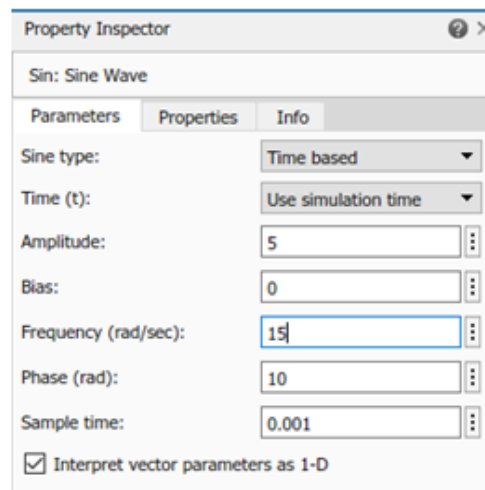 Property Inspector
Sin: Sine Wave
Parameters Properties Info
Sine type: Time based
Time (t): Use simulation time
Amplitude: 5
Bias: 0
Frequency (rad/sec): 15
Phase (rad): 10
Sample time: 0.001
Interpret vector parameters as 1-D